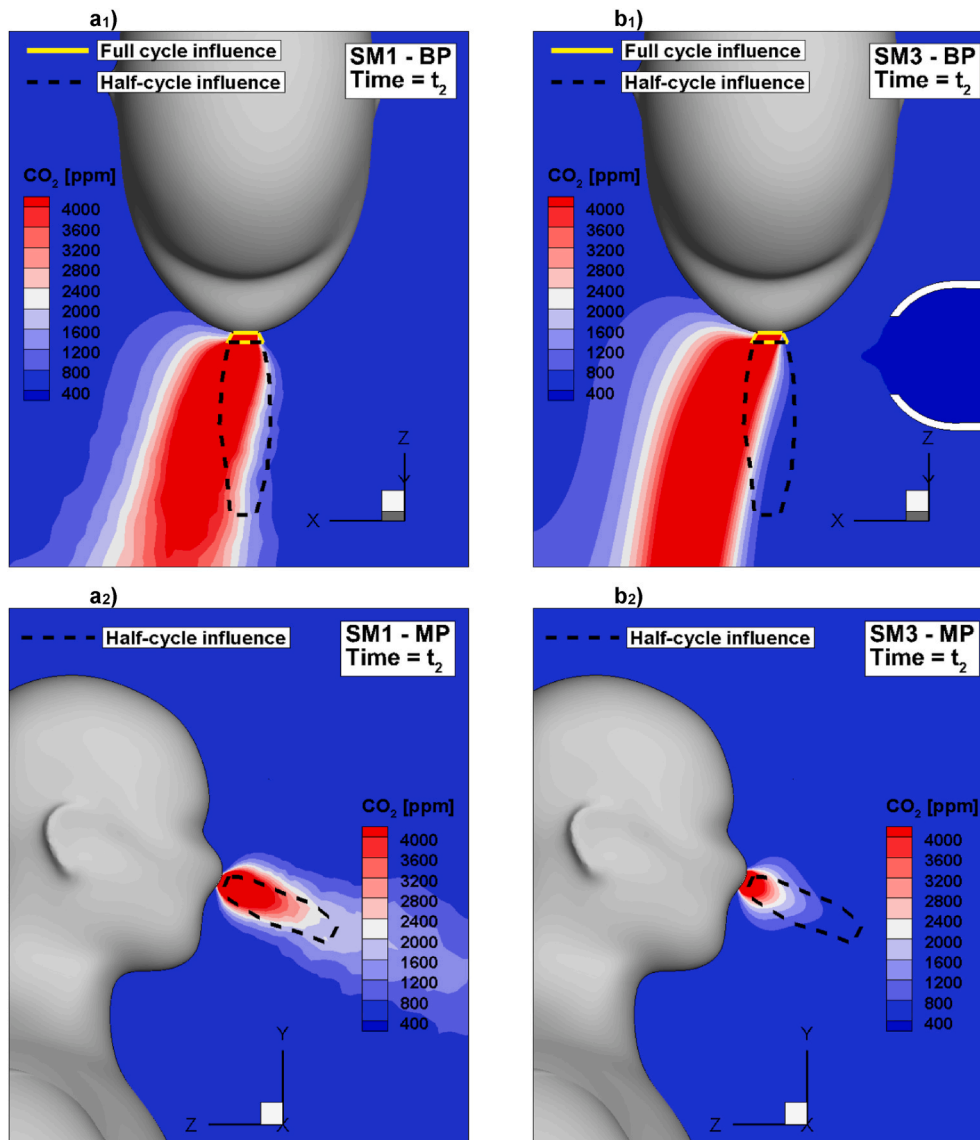 a₁)
Full cycle influence
Half-cycle influence
SM1 - BP
Time = t₂
CO₂ [ppm]
4000
3600
3200
2800
2400
2000
1600
1200
800
400
Z
Y
X
b₁)
Full cycle influence
Half-cycle influence
SM3 - BP
Time = t₂
CO₂ [ppm]
4000
3600
3200
2800
2400
2000
1600
1200
800
400
Z
Y
X
a₂)
Half-cycle influence
SM1 - MP
Time = t₂
CO₂ [ppm]
4000
3600
3200
2800
2400
2000
1600
1200
800
400
Y
Z
X
b₂)
Half-cycle influence
SM3 - MP
Time = t₂
CO₂ [ppm]
4000
3600
3200
2800
2400
2000
1600
1200
800
400
Y
Z
X